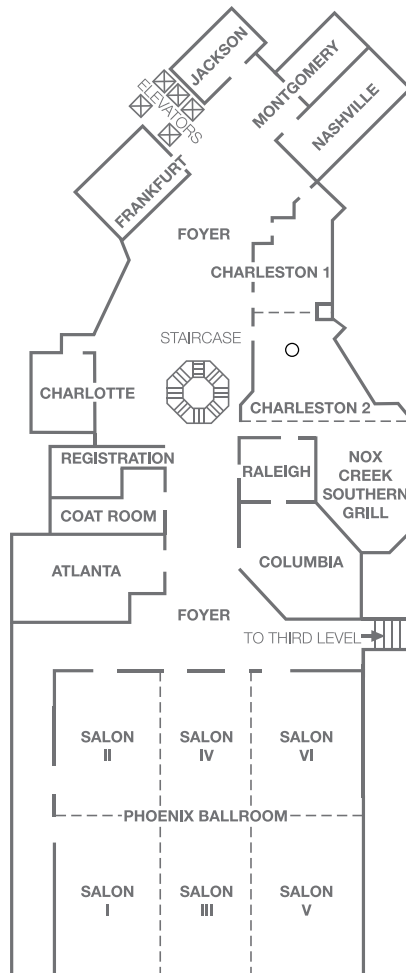 JACKSON
MONTGOMERY
NASHVILLE
ELEVATORS
FRANKFURT
FOYER
CHARLESTON 1
STAIRCASE
CHARLOTTE
CHARLESTON 2
REGISTRATION
RALEIGH
NOX
CREEK
SOUTHERN
GRILL
COAT ROOM
ATLANTA
COLUMBIA
FOYER
TO THIRD LEVEL
SALON
II
SALON
IV
SALON
VI
PHOENIX BALLROOM
SALON
I
SALON
III
SALON
V